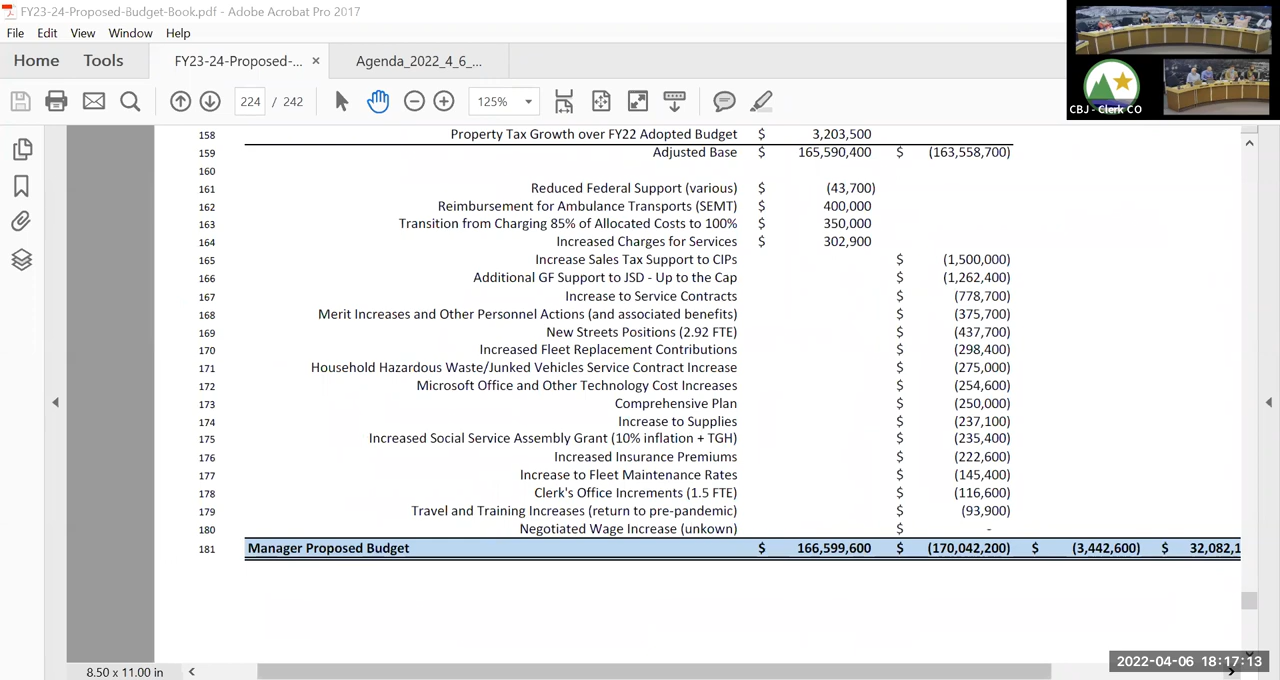 FY23-24-Proposed-Budget-Book.pdf - Adobe Acrobat Pro 2017
File Edit View Window Help
Home Tools FY23-24-Proposed-... × Agenda_2022_4_6_...
224 / 242 125%
CBJ - Clerk CO
158 Property Tax Growth over FY22 Adopted Budget $ 3,203,500
159 Adjusted Base $ 165,590,400 $ (163,558,700)
160
161 Reduced Federal Support (various) $ (43,700)
162 Reimbursement for Ambulance Transports (SEMT) $ 400,000
163 Transition from Charging 85% of Allocated Costs to 100% $ 350,000
164 Increased Charges for Services $ 302,900
165 Increase Sales Tax Support to CIPs $ (1,500,000)
166 Additional GF Support to JSD - Up to the Cap $ (1,262,400)
167 Increase to Service Contracts $ (778,700)
168 Merit Increases and Other Personnel Actions (and associated benefits) $ (375,700)
169 New Streets Positions (2.92 FTE) $ (437,700)
170 Increased Fleet Replacement Contributions $ (298,400)
171 Household Hazardous Waste/Junked Vehicles Service Contract Increase $ (275,000)
172 Microsoft Office and Other Technology Cost Increases $ (254,600)
173 Comprehensive Plan $ (250,000)
174 Increase to Supplies $ (237,100)
175 Increased Social Service Assembly Grant (10% inflation + TGH) $ (235,400)
176 Increased Insurance Premiums $ (222,600)
177 Increase to Fleet Maintenance Rates $ (145,400)
178 Clerk's Office Increments (1.5 FTE) $ (116,600)
179 Travel and Training Increases (return to pre-pandemic) $ (93,900)
180 Negotiated Wage Increase (unkown) $ -
181 Manager Proposed Budget $ 166,599,600 $ (170,042,200) $ (3,442,600) $ 32,082,1
8.50 x 11.00 in
2022-04-06 18:17:13